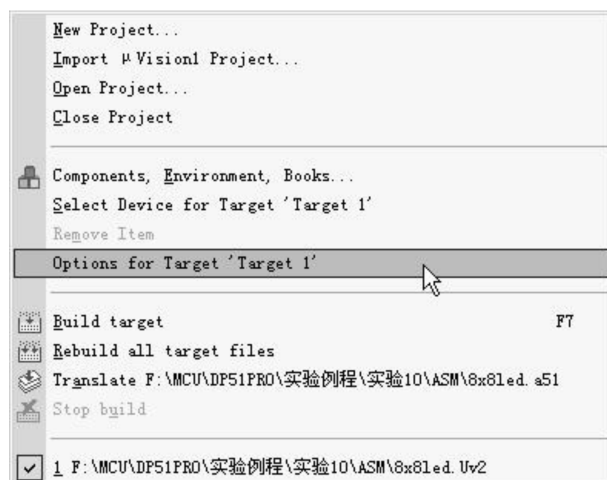 New Project...
Import μVision1 Project...
Open Project...
Close Project
Components, Environment, Books...
Select Device for Target 'Target 1'
Remove Item
Options for Target 'Target 1'
Build target F7
Rebuild all target files
Translate F:\MCU\DP51PRO\实验例程\实验10\ASM\8x8led.a51
Stop build
1 F:\MCU\DP51PRO\实验例程\实验10\ASM\8x8led.Uv2